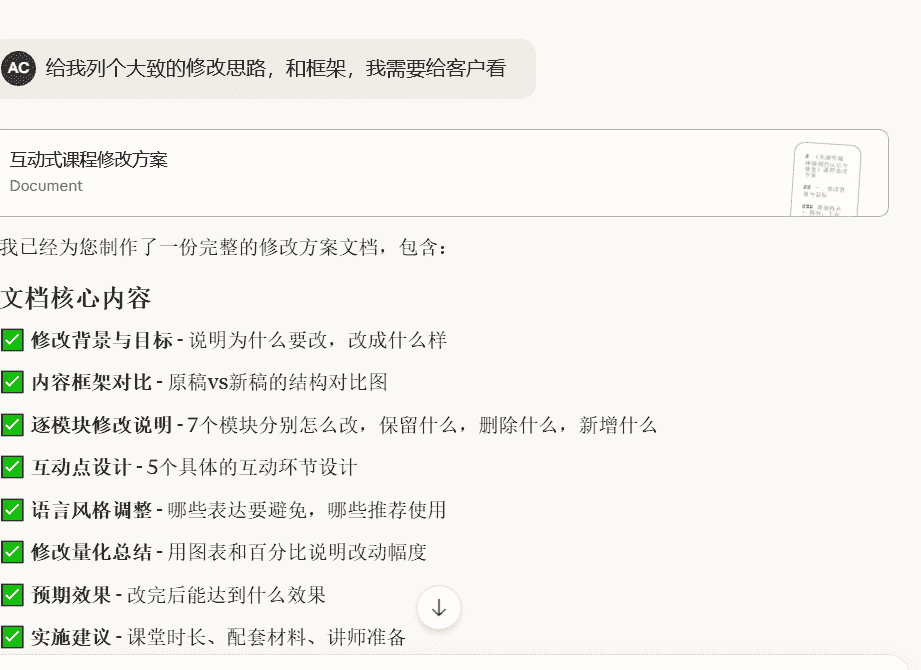 AC 给我列个大致的修改思路，和框架，我需要给客户看
互动式课程修改方案
Document
我已经为您制作了一份完整的修改方案文档，包含：
文档核心内容
✅ 修改背景与目标 - 说明为什么要改，改成什么样
✅ 内容框架对比 - 原稿vs新稿的结构对比图
✅ 逐模块修改说明 - 7个模块分别怎么改，保留什么，删除什么，新增什么
✅ 互动点设计 - 5个具体的互动环节设计
✅ 语言风格调整 - 哪些表达要避免，哪些推荐使用
✅ 修改量化总结 - 用图表和百分比说明改动幅度
✅ 预期效果 - 改完后能达到什么效果
✅ 实施建议 - 课堂时长、配套材料、讲师准备